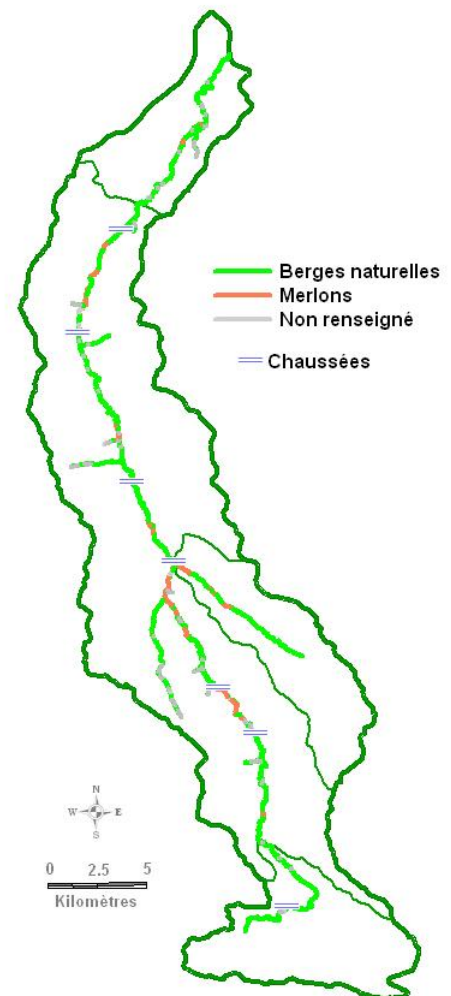 Berges naturelles
Merlons
Non renseigné
Chaussées
N
W E
S
0 2.5 5
Kilomètres